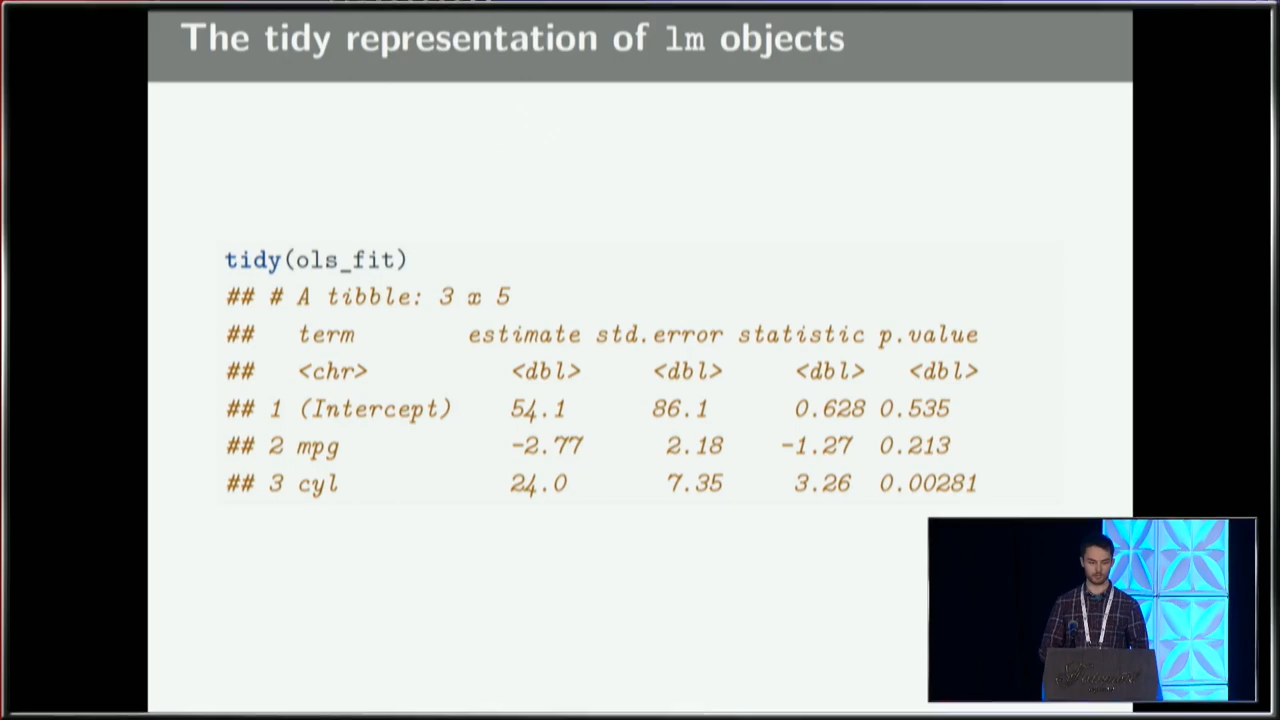 The tidy representation of lm objects
tidy(ols_fit)
## # A tibble: 3 x 5
## term estimate std.error statistic p.value
## <chr> <dbl> <dbl> <dbl> <dbl>
## 1 (Intercept) 54.1 86.1 0.628 0.535
## 2 mpg -2.77 2.18 -1.27 0.213
## 3 cyl 24.0 7.35 3.26 0.00281